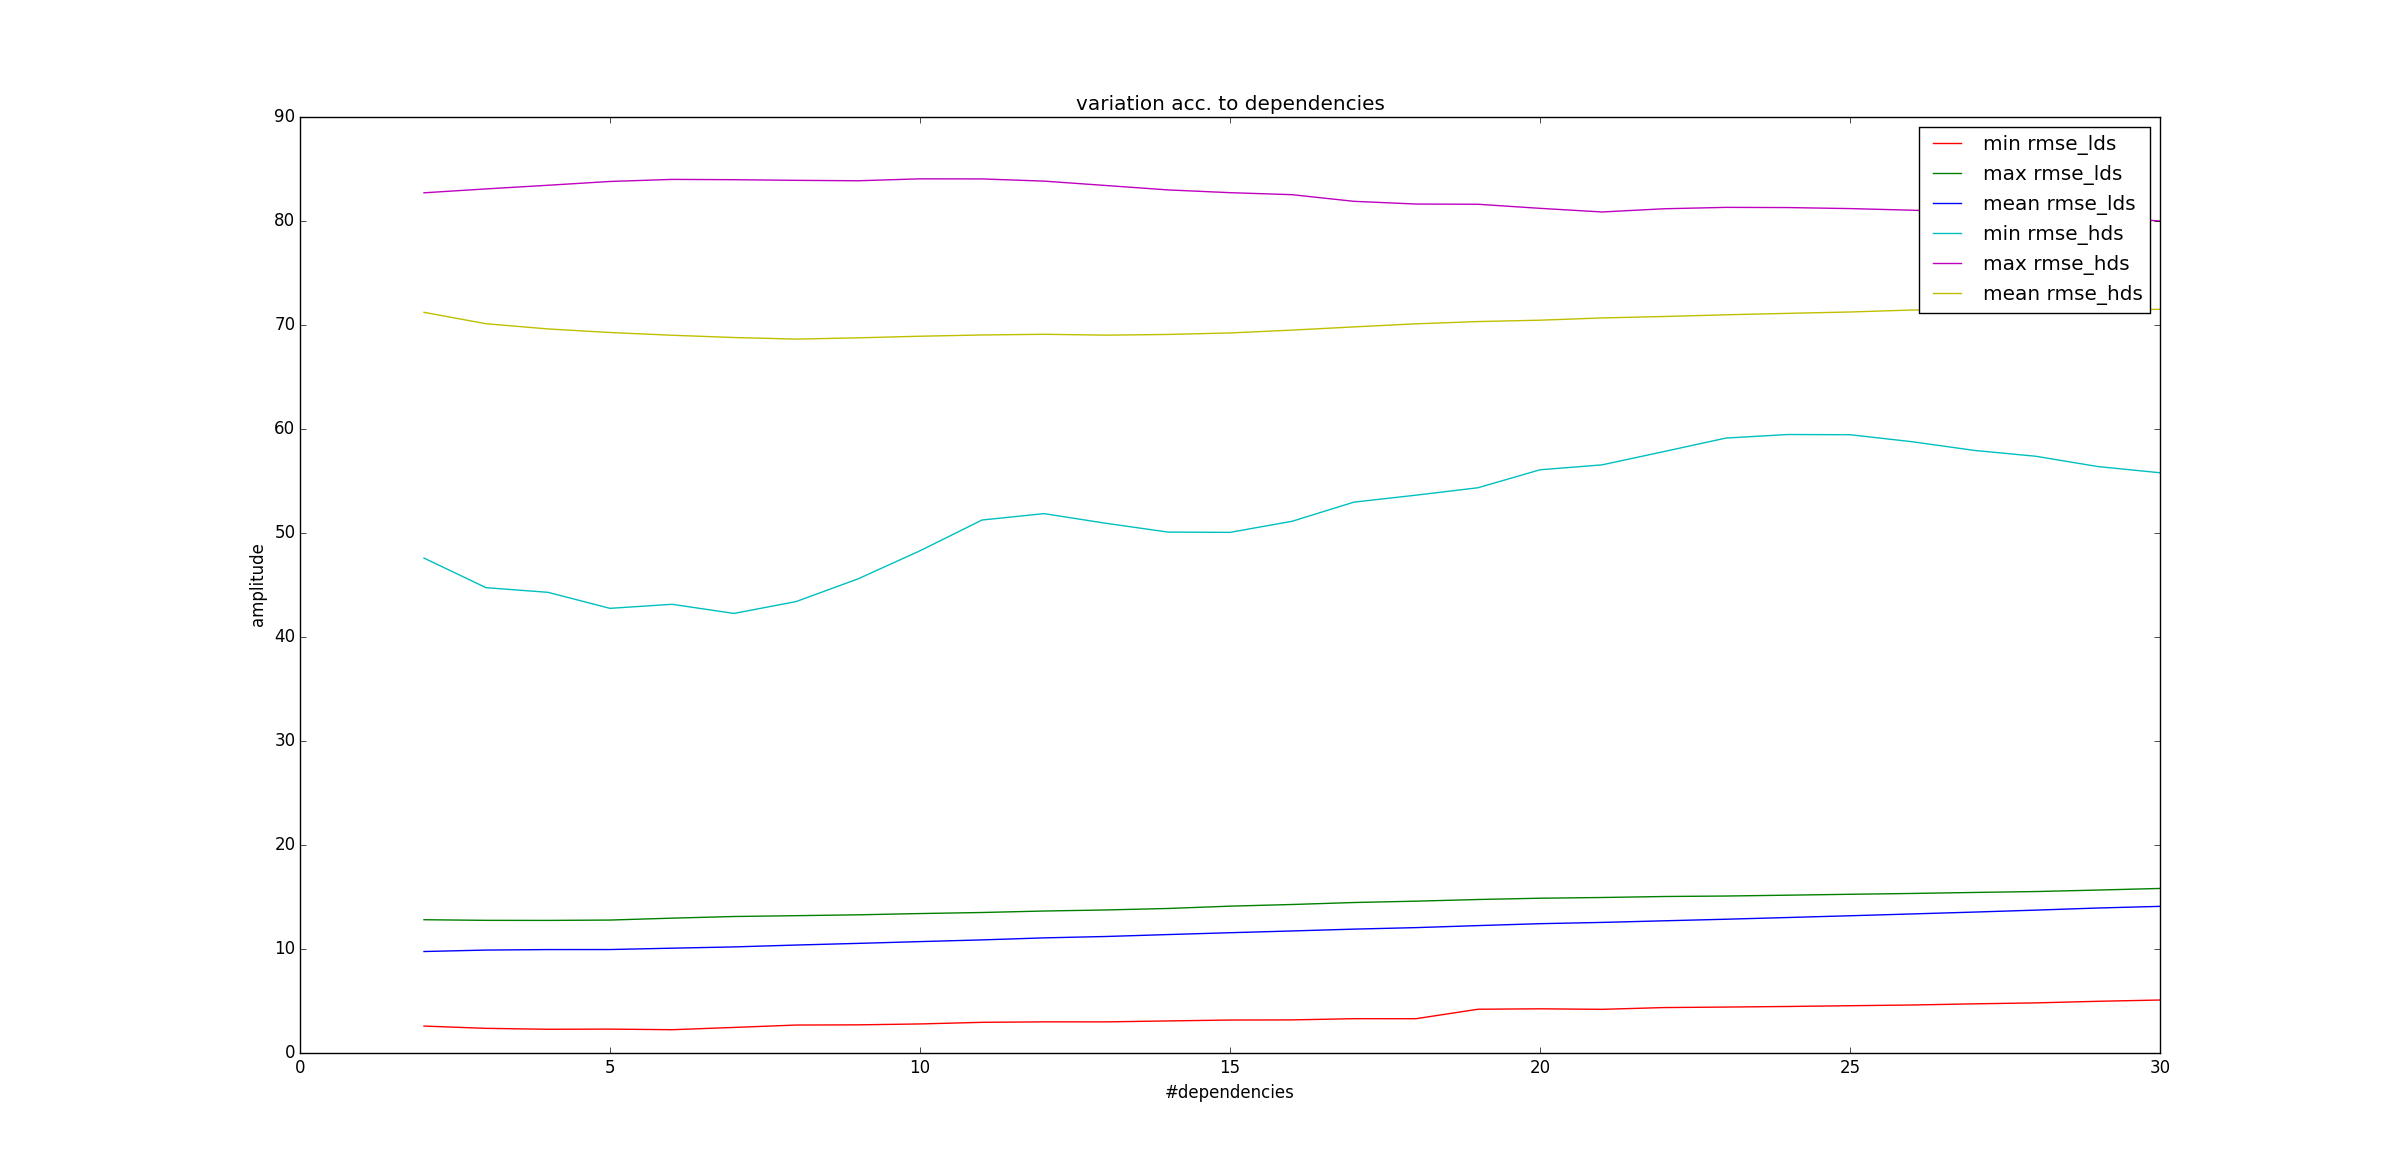 variation acc. to dependencies
90
80
70
60
50
40
30
20
10
0
amplitude
min rmse_lds
max rmse_lds
mean rmse_lds
min rmse_hds
max rmse_hds
mean rmse_hds
0 5 10 15 20 25 30
#dependencies